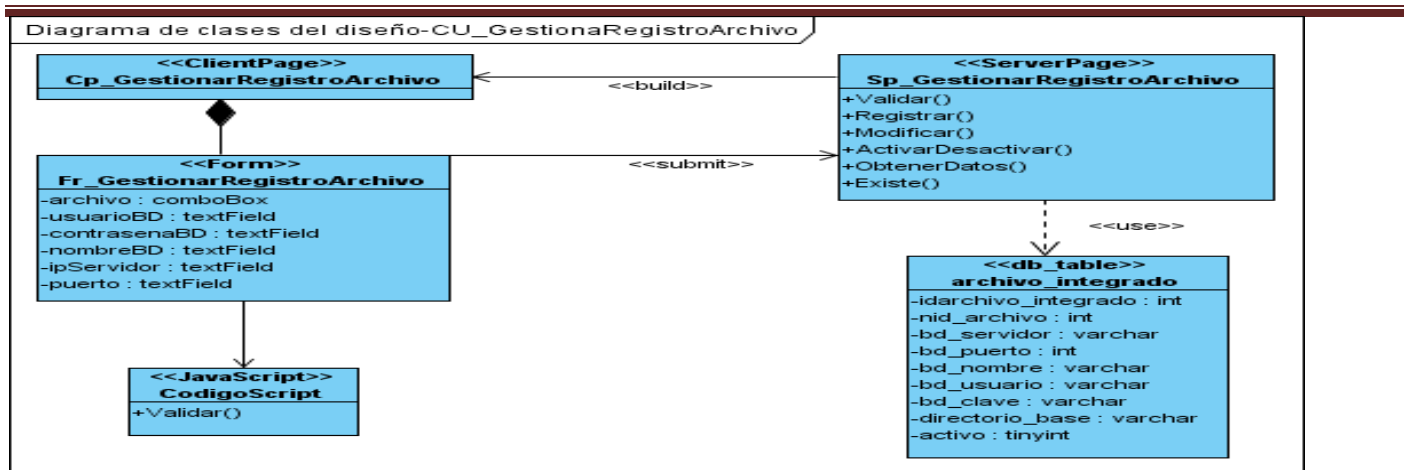 Diagrama de clases del diseño-CU_GestionaRegistroArchivo
<<ClientPage>>
Cp_GestionarRegistroArchivo
<<build>>
<<ServerPage>>
Sp_GestionarRegistroArchivo
+Validar()
+Registrar()
+Modificar()
+ActivarDesactivar()
+ObtenerDatos()
+Existe()
<<Form>>
Fr_GestionarRegistroArchivo
-archivo : comboBox
-usuarioBD : textField
-contrasenaBD : textField
-nombreBD : textField
-ipServidor : textField
-puerto : textField
<<submit>>
<<use>>
<<db_table>>
archivo_integrado
-idarchivo_integrado : int
-nid_archivo : int
-bd_servidor : varchar
-bd_puerto : int
-bd_nombre : varchar
-bd_usuario : varchar
-bd_clave : varchar
-directorio_base : varchar
-activo : tinyint
<<JavaScript>>
CodigoScript
+Validar()